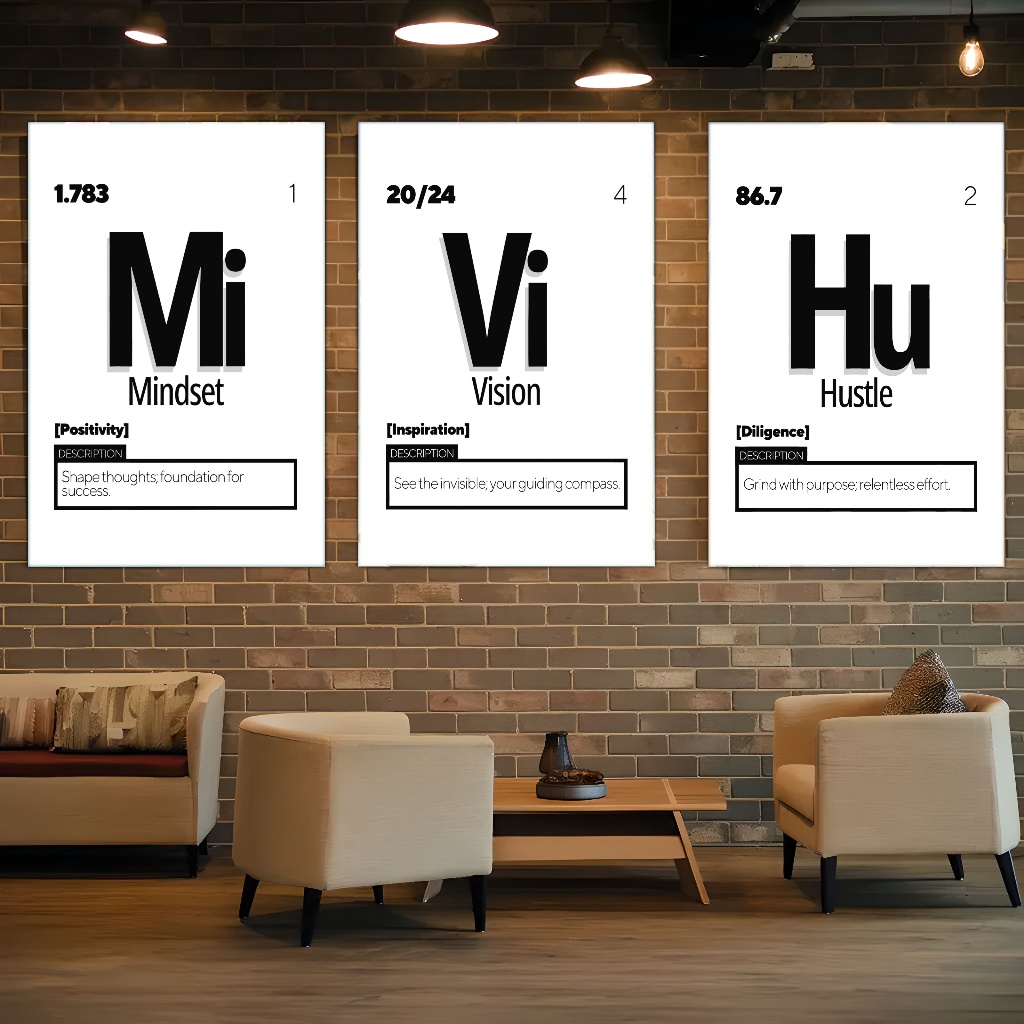 1.783 1
Mi
Mindset
[Positivity]
DESCRIPTION
Shape thoughts; foundation for
success.
20/24 4
Vi
Vision
[Inspiration]
DESCRIPTION
See the invisible; your guiding compass.
86.7 2
Hu
Hustle
[Diligence]
DESCRIPTION
Grind with purpose; relentless effort.